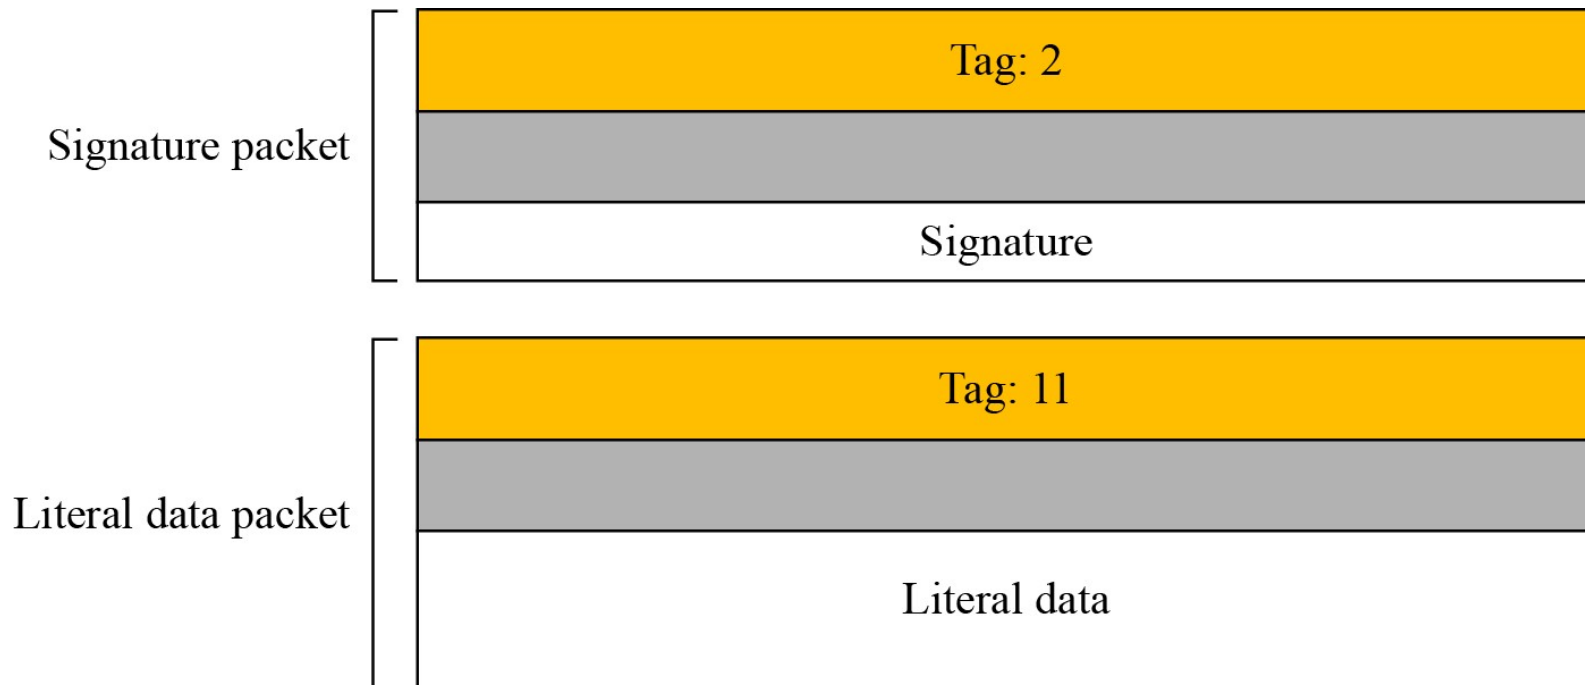 Signature packet
Tag: 2
Signature
Literal data packet
Tag: 11
Literal data